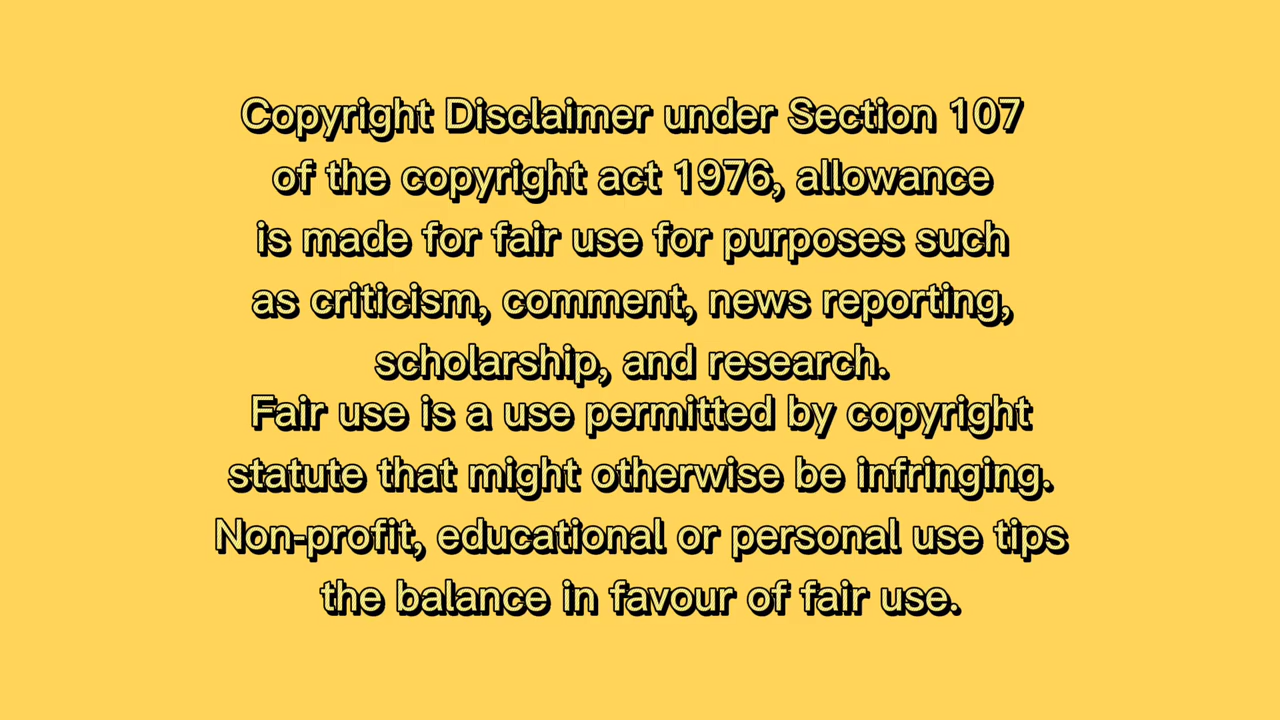 Copyright Disclaimer under Section 107
of the copyright act 1976, allowance
is made for fair use for purposes such
as criticism, comment, news reporting,
scholarship, and research.
Fair use is a use permitted by copyright
statute that might otherwise be infringing.
Non-profit, educational or personal use tips
the balance in favour of fair use.